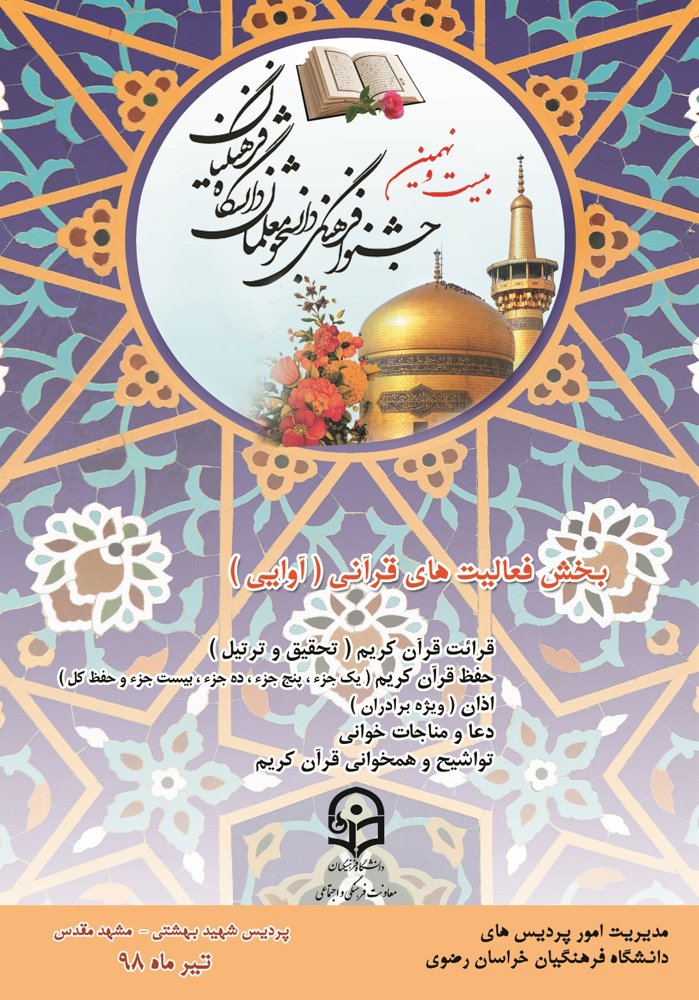 بیست و نهمین
جشنواره فرهنگی دانشجو معلمان دانشگاه فرهنگیان
بخش فعالیت های قرآنی ( آوایی )
قرائت قرآن کریم ( تحقیق و ترتیل )
حفظ قرآن کریم ( یک جزء ، پنج جزء ، ده جزء ، بیست جزء و حفظ کل )
اذان ( ویژه برادران )
دعا و مناجات خوانی
تواشیح و همخوانی قرآن کریم
دانشگاه فرهنگیان
معاونت فرهنگی و اجتماعی
مدیریت امور پردیس های
دانشگاه فرهنگیان خراسان رضوی
پردیس شهید بهشتی - مشهد مقدس
تیر ماه ۹۸